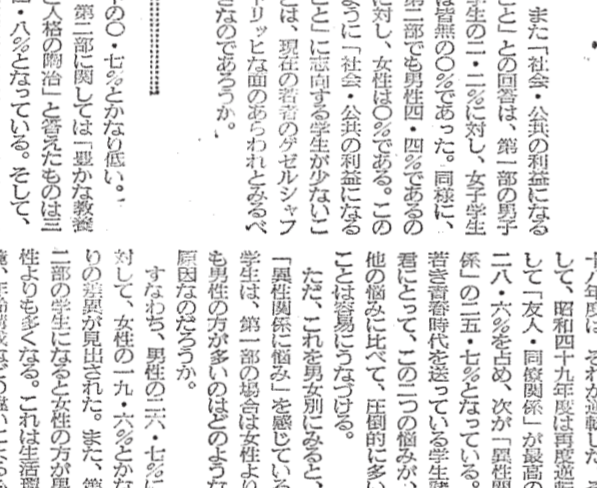 また「社会・公共の利益になる
こと」との回答は、第一部の男子
学生の二・二%に対し、女子学生
は皆無の〇%であった。同様に、
第二部でも男性四・四%であるの
に対し、女性は〇%である。この
ように「社会・公共の利益になる
こと」に志向する学生が少ないこ
とは、現在の若者のゲゼルシャフ
トリッヒな面のあらわれとみるべ
きなのであろうか。
の〇・七%とかなり低い。
第二部に関しては「豊かな教養
人格の陶冶」と答えたものは三
・八%となっている。そして、
十八年度は、それが逆転した。
して、昭和四十九年度は再度逆転
して「友人・同僚関係」が最高の
二八・六%を占め、次が「異性関
係」の二五・七%となっている。
若き青春時代を送っている学生諸
君にとって、この二つの悩みが、
他の悩みに比べて、圧倒的に多い
ことは容易にうなづける。
ただ、これを男女別にみると、
「異性関係に悩み」を感じている
学生は、第一部の場合は女性より
も男性の方が多いのはどのような
原因なのだろうか。
すなわち、男性の二六・七%に
対して、女性の一九・六%とかな
りの差異が見出された。また、第
二部の学生になると女性の方が男
性よりも多くなる。これは生活環